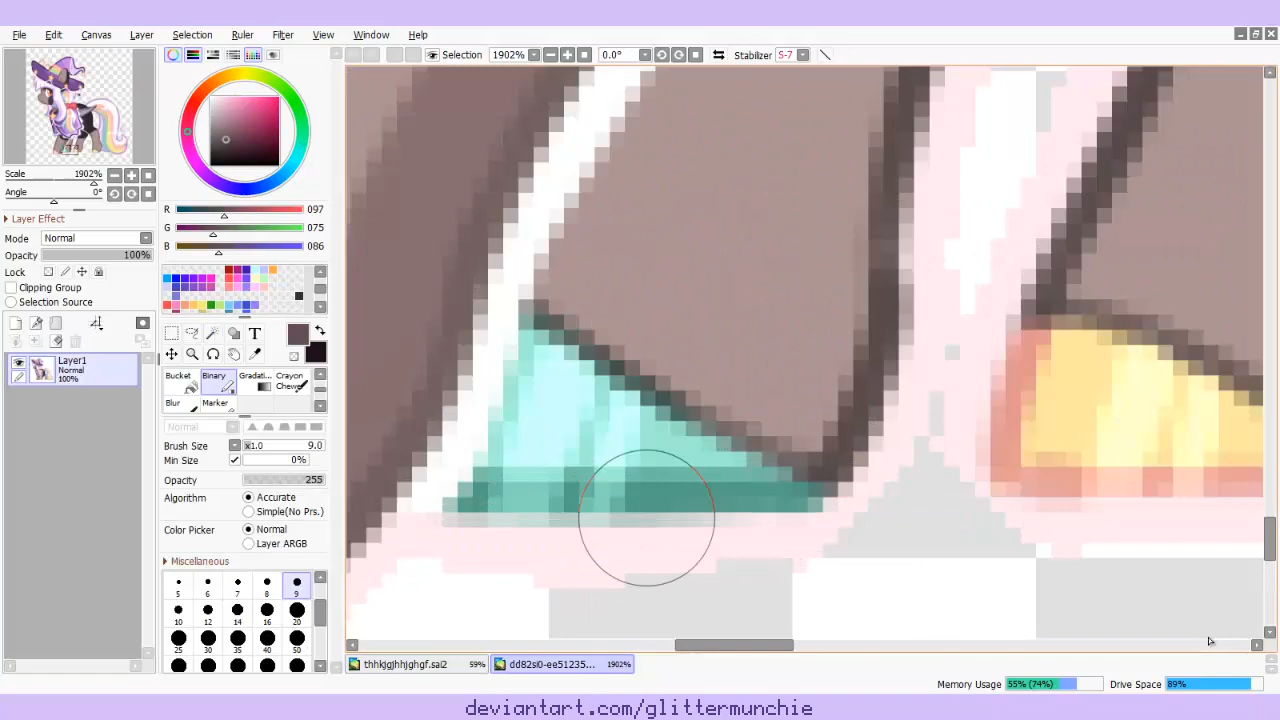 File Edit Canvas Layer Selection Ruler Filter View Window Help
Selection 1902% 0.0° Stabilizer S-7
Scale 1902%
Angle 0°
Layer Effect
Mode Normal
Opacity 100%
Lock
Clipping Group
Selection Source
Layer1
Normal
100%
R 097
G 075
B 086
T
Bucket Binary Gradati... Crayon Chewe
Blur Marker
Normal
Brush Size x1.0 9.0
Min Size 0%
Opacity 255
Algorithm Accurate
Simple(No Prs.)
Color Picker Normal
Layer ARGB
Miscellaneous
5 6 7 8 9
10 12 14 16 20
25 30 35 40 50
thhkjgjhhjghgf.sai2 59% dd82si0-ee51235... 1902%
Memory Usage 55% (74%) Drive Space 89%
deviantart.com/glittermunchie